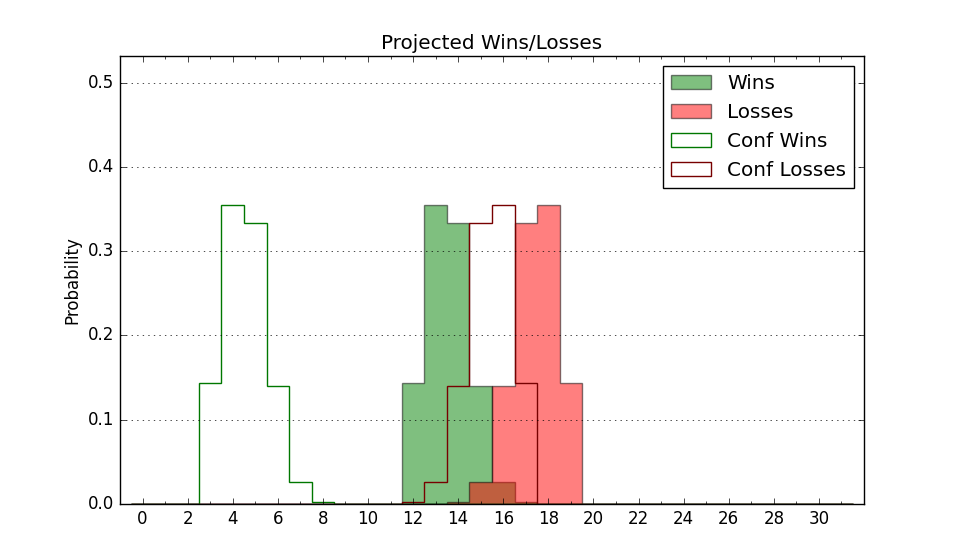 Projected Wins/Losses
Wins
Losses
Conf Wins
Conf Losses
Probability
0.5
0.4
0.3
0.2
0.1
0.0
0 2 4 6 8 10 12 14 16 18 20 22 24 26 28 30